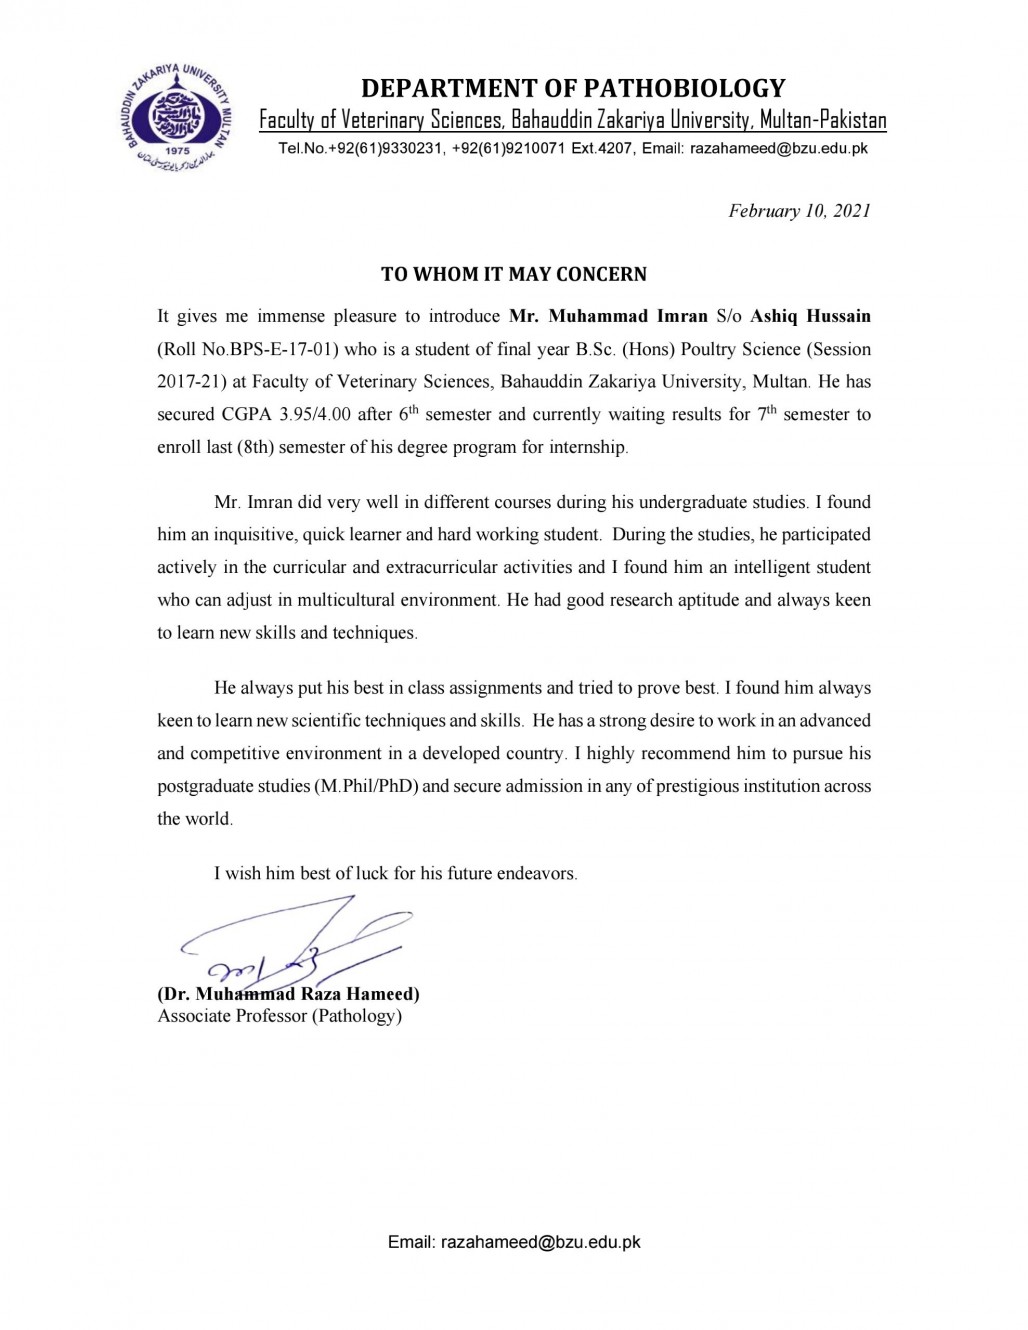 BAHAUDDIN ZAKARIYA UNIVERSITY MULTAN
1975
DEPARTMENT OF PATHOBIOLOGY
Faculty of Veterinary Sciences, Bahauddin Zakariya University, Multan-Pakistan
Tel.No.+92(61)9330231, +92(61)9210071 Ext.4207, Email: razahameed@bzu.edu.pk
February 10, 2021
TO WHOM IT MAY CONCERN
It gives me immense pleasure to introduce Mr. Muhammad Imran S/o Ashiq Hussain
(Roll No.BPS-E-17-01) who is a student of final year B.Sc. (Hons) Poultry Science (Session
2017-21) at Faculty of Veterinary Sciences, Bahauddin Zakariya University, Multan. He has
secured CGPA 3.95/4.00 after 6th semester and currently waiting results for 7th semester to
enroll last (8th) semester of his degree program for internship.
Mr. Imran did very well in different courses during his undergraduate studies. I found
him an inquisitive, quick learner and hard working student. During the studies, he participated
actively in the curricular and extracurricular activities and I found him an intelligent student
who can adjust in multicultural environment. He had good research aptitude and always keen
to learn new skills and techniques.
He always put his best in class assignments and tried to prove best. I found him always
keen to learn new scientific techniques and skills. He has a strong desire to work in an advanced
and competitive environment in a developed country. I highly recommend him to pursue his
postgraduate studies (M.Phil/PhD) and secure admission in any of prestigious institution across
the world.
I wish him best of luck for his future endeavors.
(Dr. Muhammad Raza Hameed)
Associate Professor (Pathology)
Email: razahameed@bzu.edu.pk